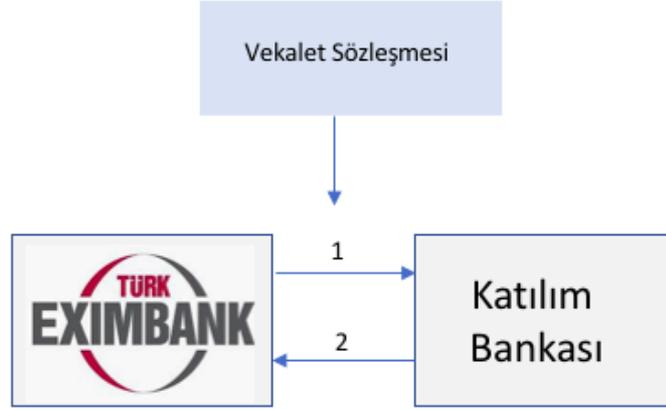 Vekalet Sözleşmesi
1
TÜRK
EXIMBANK
Katılım
Bankası
2